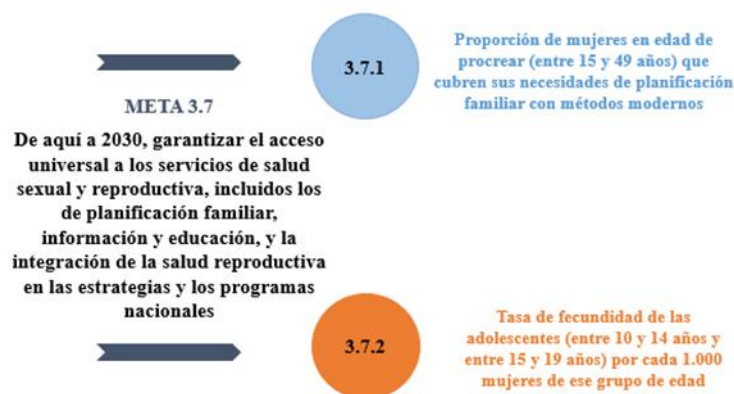 META 3.7
De aquí a 2030, garantizar el acceso
universal a los servicios de salud
sexual y reproductiva, incluidos los
de planificación familiar,
información y educación, y la
integración de la salud reproductiva
en las estrategias y los programas
nacionales
3.7.1
Proporción de mujeres en edad de
procrear (entre 15 y 49 años) que
cubren sus necesidades de planificación
familiar con métodos modernos
3.7.2
Tasa de fecundidad de las
adolescentes (entre 10 y 14 años y
entre 15 y 19 años) por cada 1.000
mujeres de ese grupo de edad